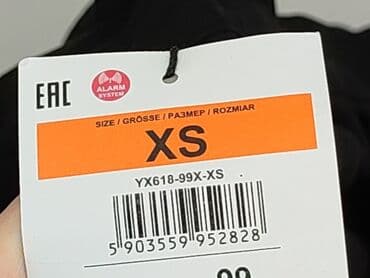 EAC
ALARM
SYSTEM
SIZE / GRÖSSE / РАЗМЕР / ROZMIAR
XS
YX618-99X-XS
5 903559 952828